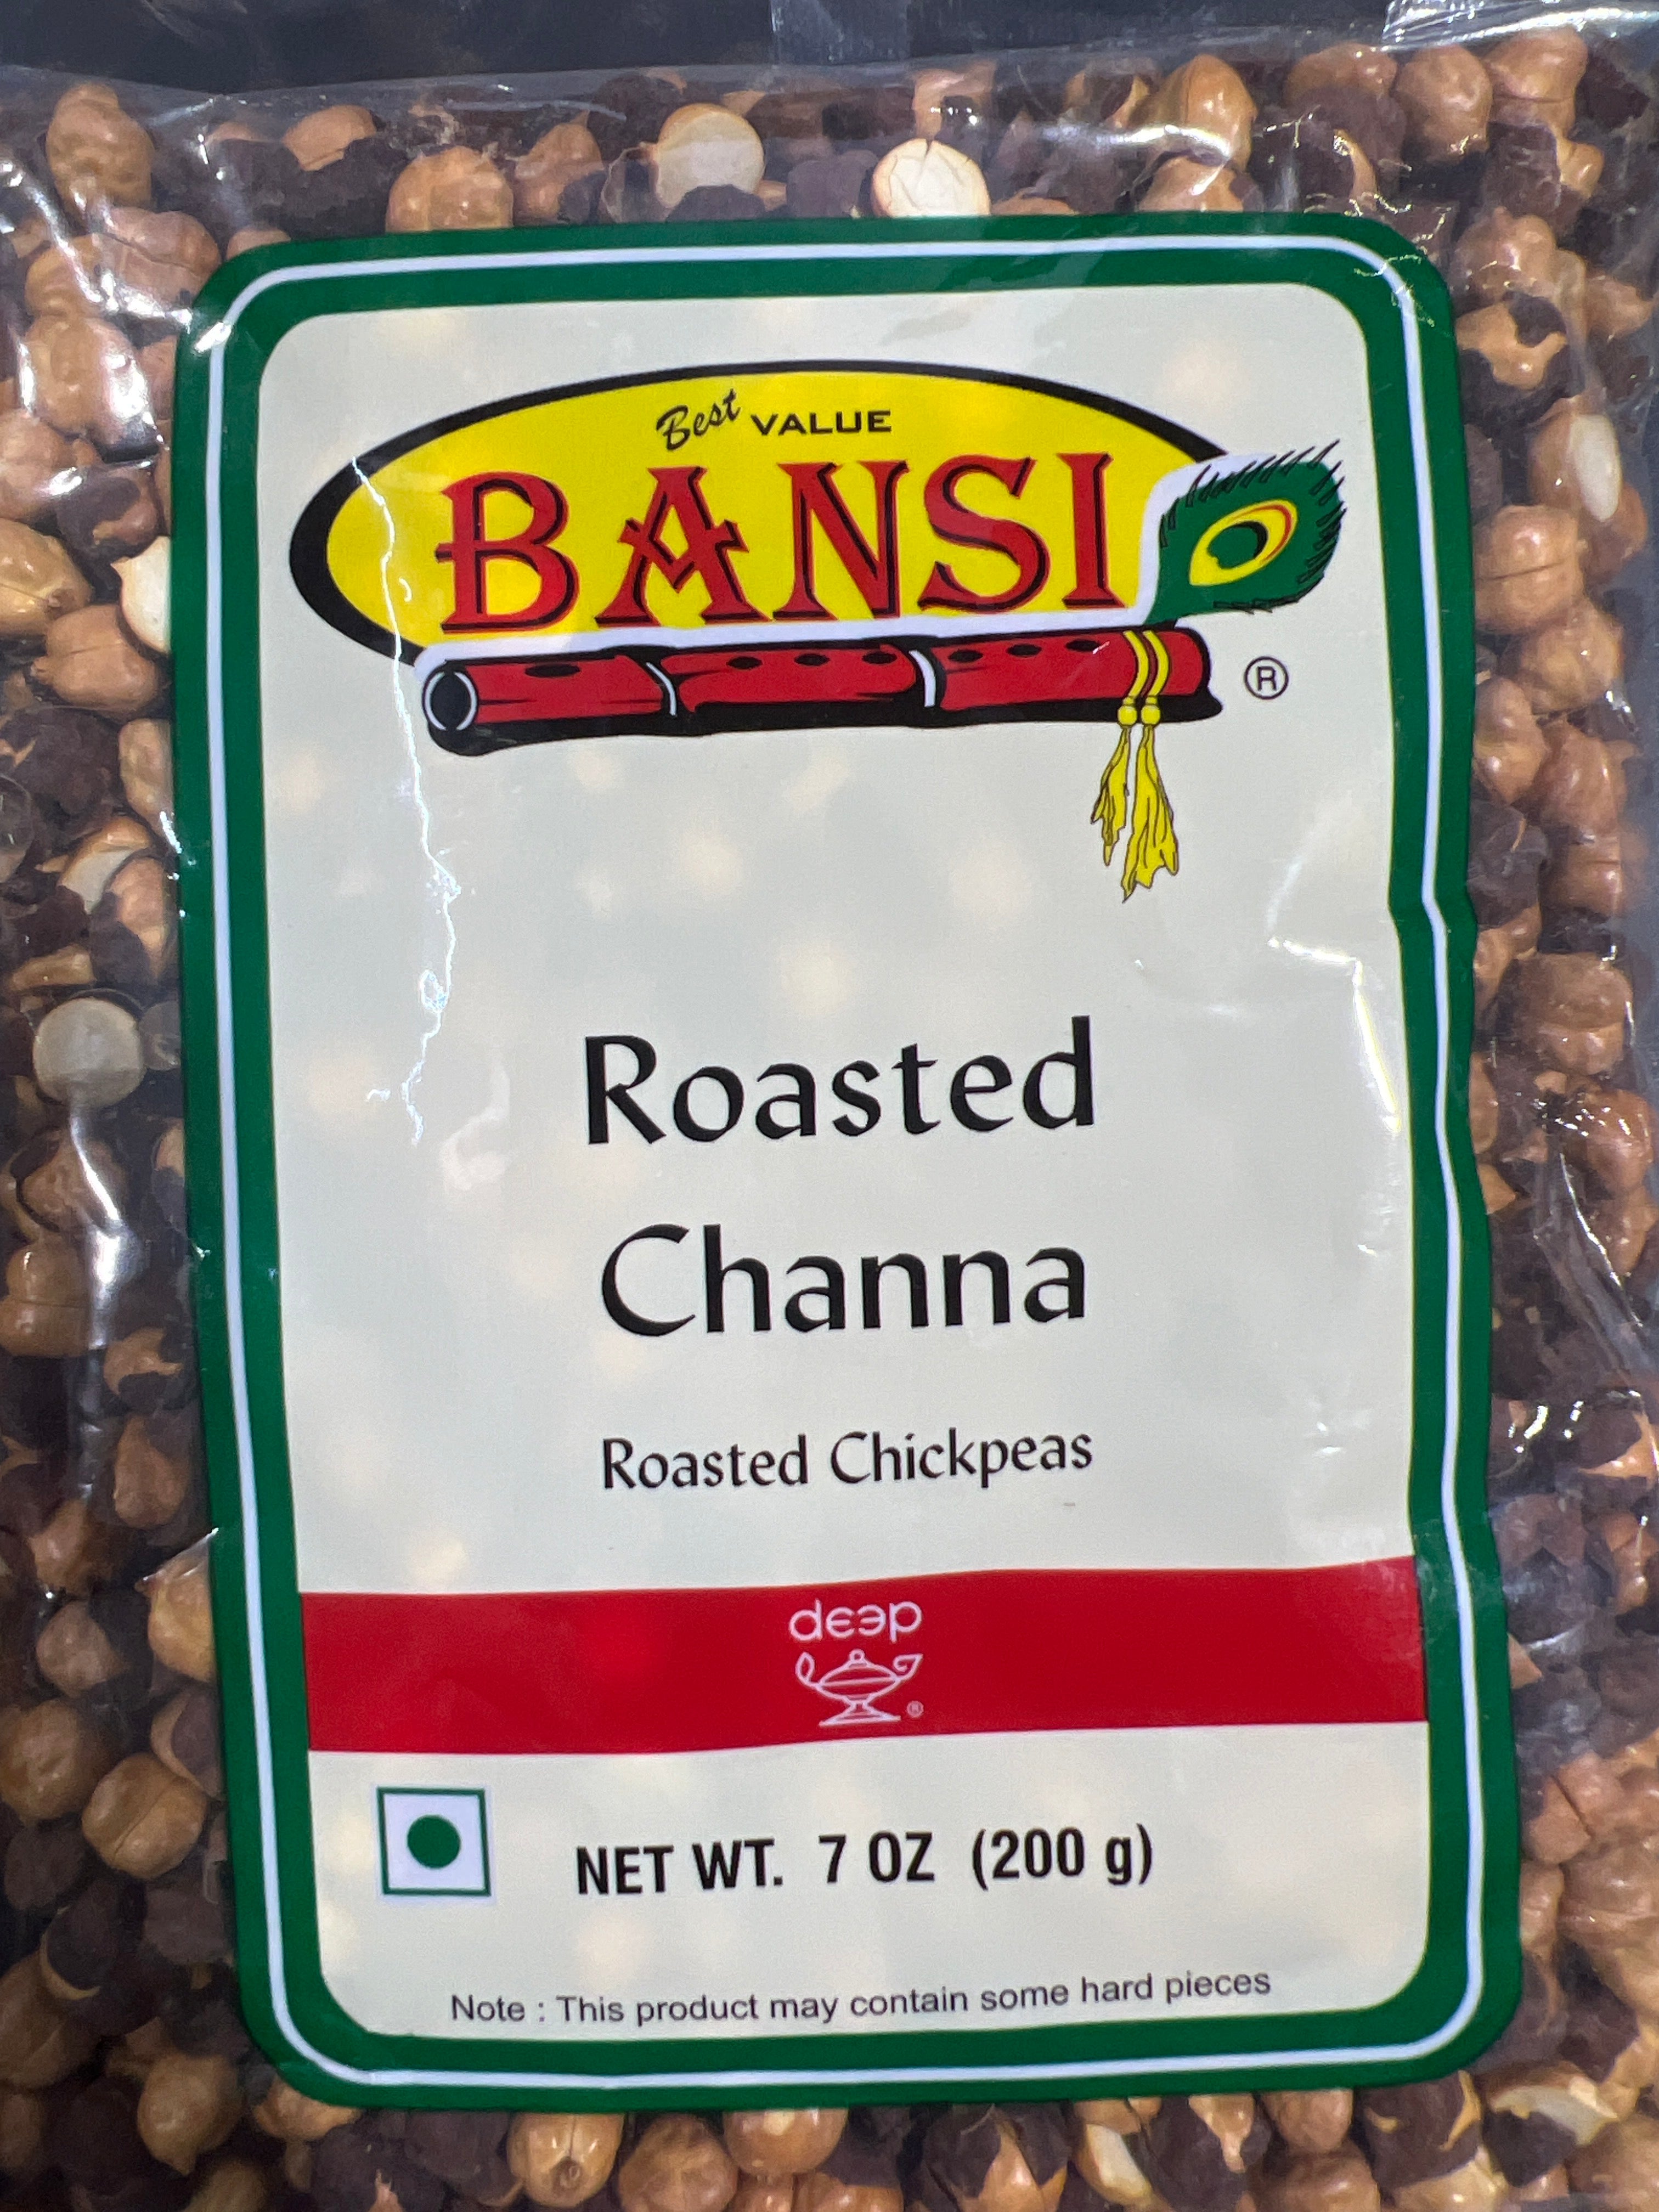 Best VALUE
BANSI
®
Roasted
Channa
Roasted Chickpeas
deep
®
NET WT. 7 OZ (200 g)
Note : This product may contain some hard pieces